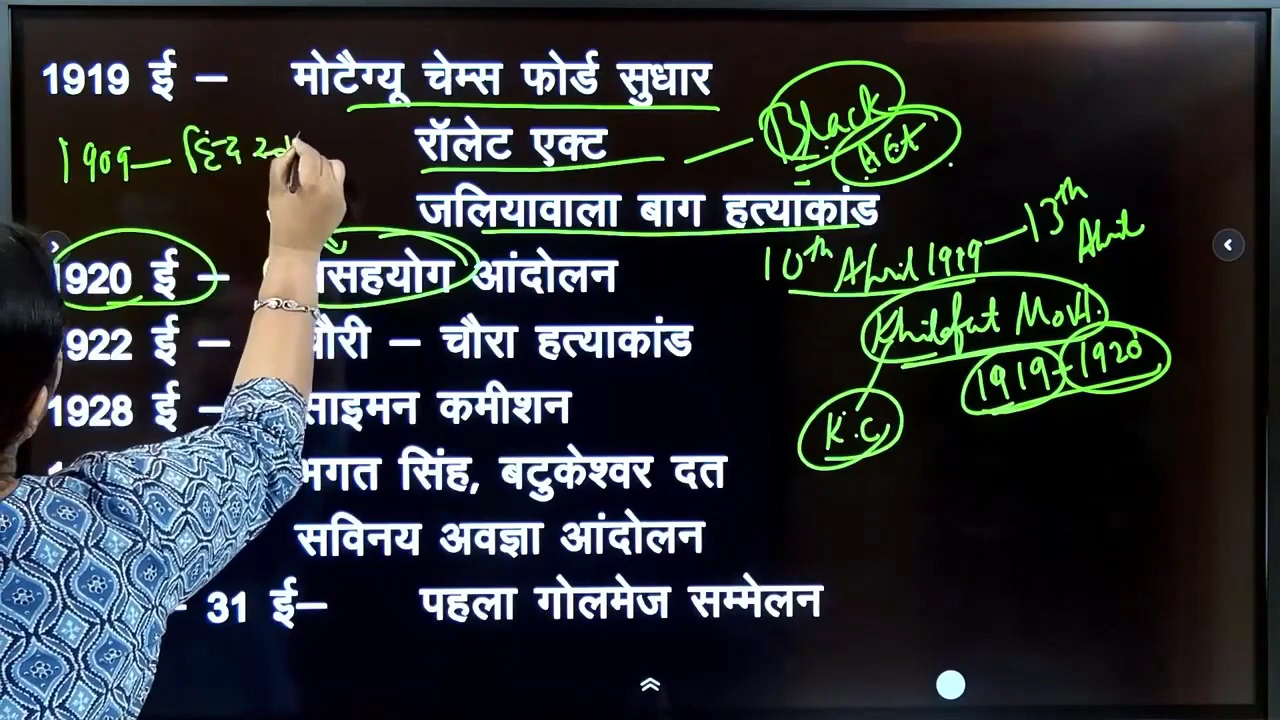 1919 ई – मोटैग्यू चेम्स फोर्ड सुधार
रॉलेट एक्ट – Black Act
1909 – हिन्द
जलियावाला बाग हत्याकांड
10th April 1919 – 13th April
1920 ई – सहयोग आंदोलन
Khilafat Movt.
1919 - 1920
922 ई – चौरी – चौरा हत्याकांड
K.C
1928 ई – साइमन कमीशन
भगत सिंह, बटुकेश्वर दत
सविनय अवज्ञा आंदोलन
- 31 ई– पहला गोलमेज सम्मेलन